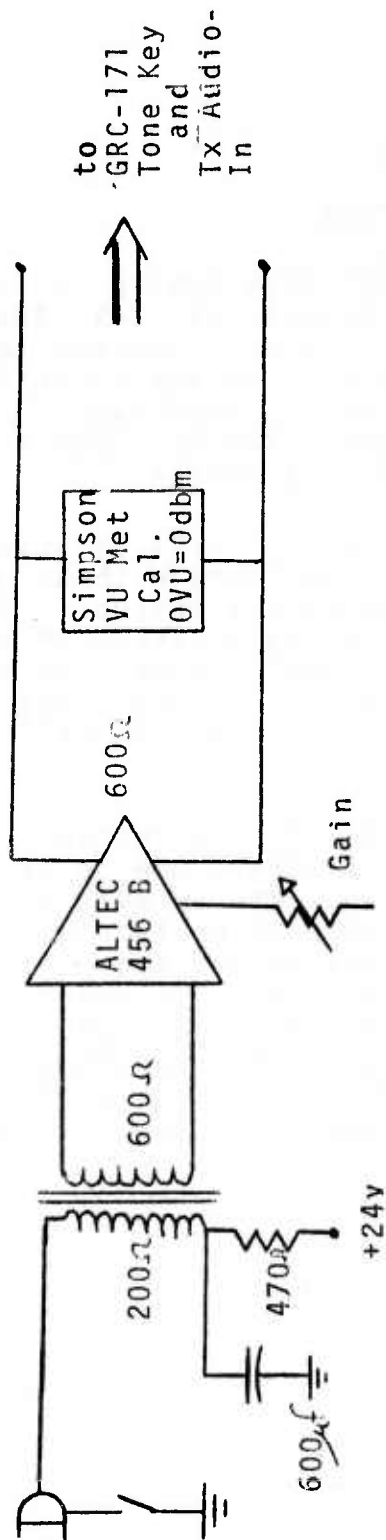 200Ω
600Ω
470Ω
+24v
600μf
ALTEC
456 B
600Ω
Gain
Simpson
VU Met
Cal.
0VU=0dbm
to
GRC-171
Tone Key
and
Tx Audio-
In